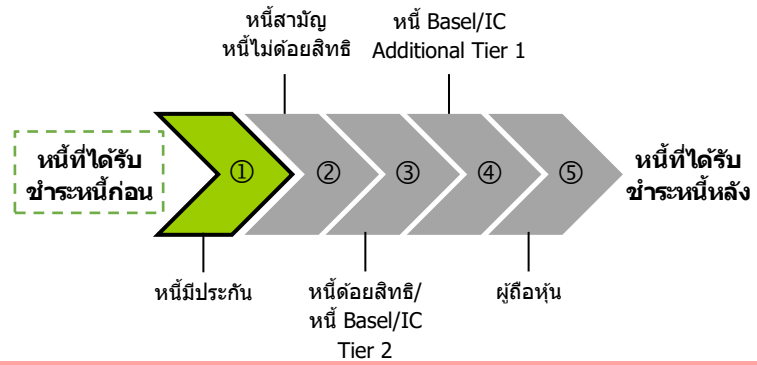 หนี้สามัญ
หนี้ไม่ด้อยสิทธิ
หนี้ Basel/IC
Additional Tier 1
หนี้ที่ได้รับ
ชำระหนี้ก่อน
①
②
③
④
⑤
หนี้ที่ได้รับ
ชำระหนี้หลัง
หนี้มีประกัน
หนี้ด้อยสิทธิ/
หนี้ Basel/IC
Tier 2
ผู้ถือหุ้น